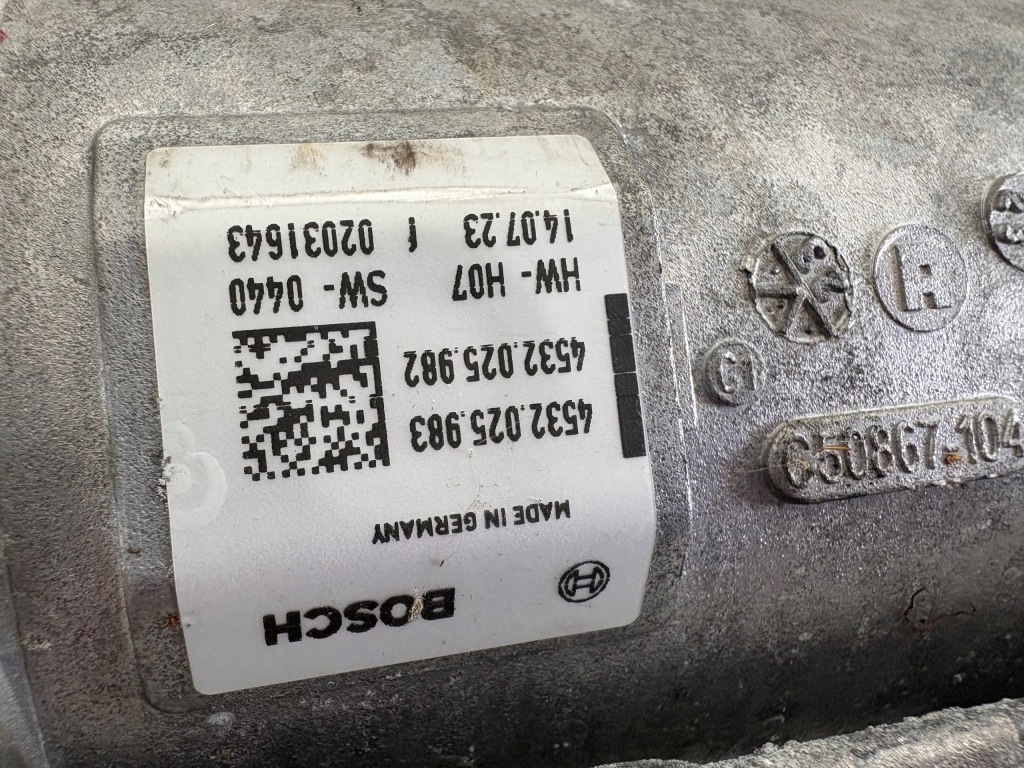 BOSCH
MADE IN GERMANY
4532.025.983
4532.025.982
HW - H07 SW - 0440
14.07.23 02031643
C50867-104